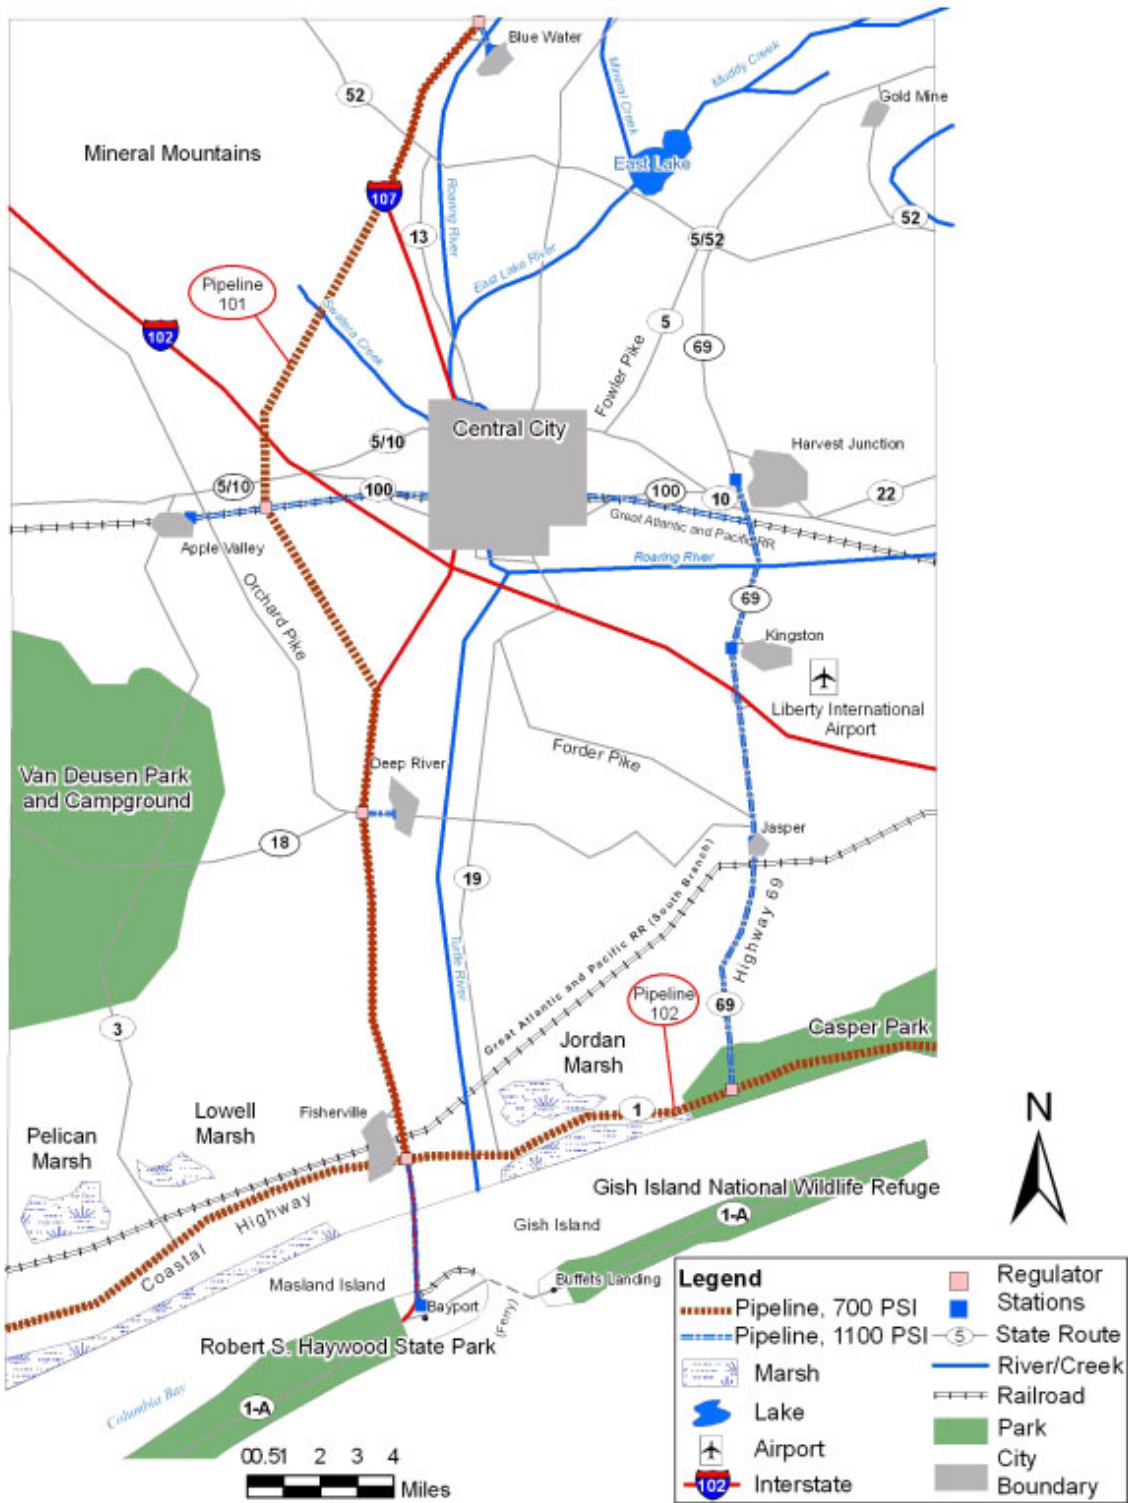 Blue Water
Mineral Creek
Muddy Creek
52
Gold Mine
Mineral Mountains
East Lake
107
Roaring River
52
13
5/52
East Lake River
Pipeline
101
Swatera Creek
102
5
69
Fowler Pike
Central City
5/10
Harvest Junction
5/10
100
100
10
22
Great Atlantic and Pacific RR
Apple Valley
Roaring River
Orchard Pike
69
Kingston
Liberty International
Airport
Forder Pike
Deep River
Van Deusen Park
and Campground
Jasper
18
19
Highway 69
Great Atlantic and Pacific RR (South Branch)
Turtle River
Pipeline
102
69
3
Casper Park
Jordan
Marsh
Fisherville
1
Lowell
Marsh
Pelican
Marsh
Gish Island National Wildlife Refuge
1-A
Coastal Highway
Gish Island
Masland Island
Buffets Landing
Bayport
(Ferry)
Robert S. Haywood State Park
Columbia Bay
1-A
N
00.51 2 3 4
Miles
Legend
Pipeline, 700 PSI
Pipeline, 1100 PSI
Marsh
Lake
Airport
102
Interstate
Regulator
Stations
5
State Route
River/Creek
Railroad
Park
City
Boundary